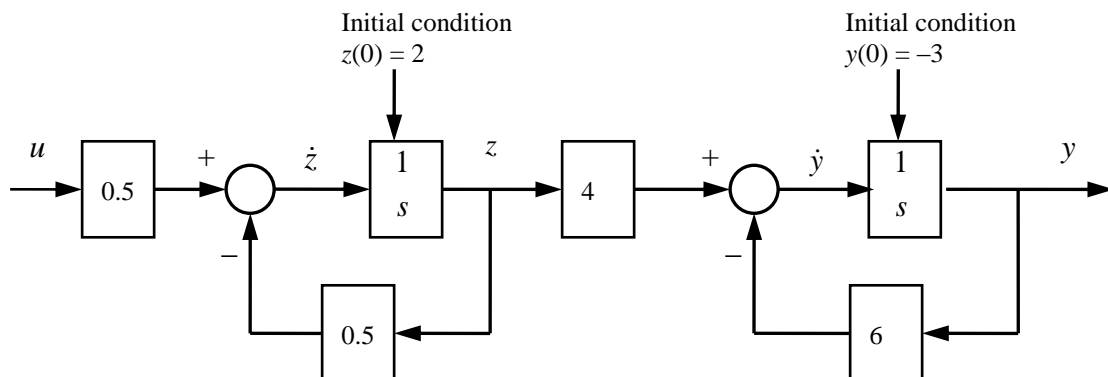 Initial condition
z(0) = 2
Initial condition
y(0) = –3
u
0.5
+
ż
1
s
z
4
+
ẏ
1
s
y
–
0.5
–
6